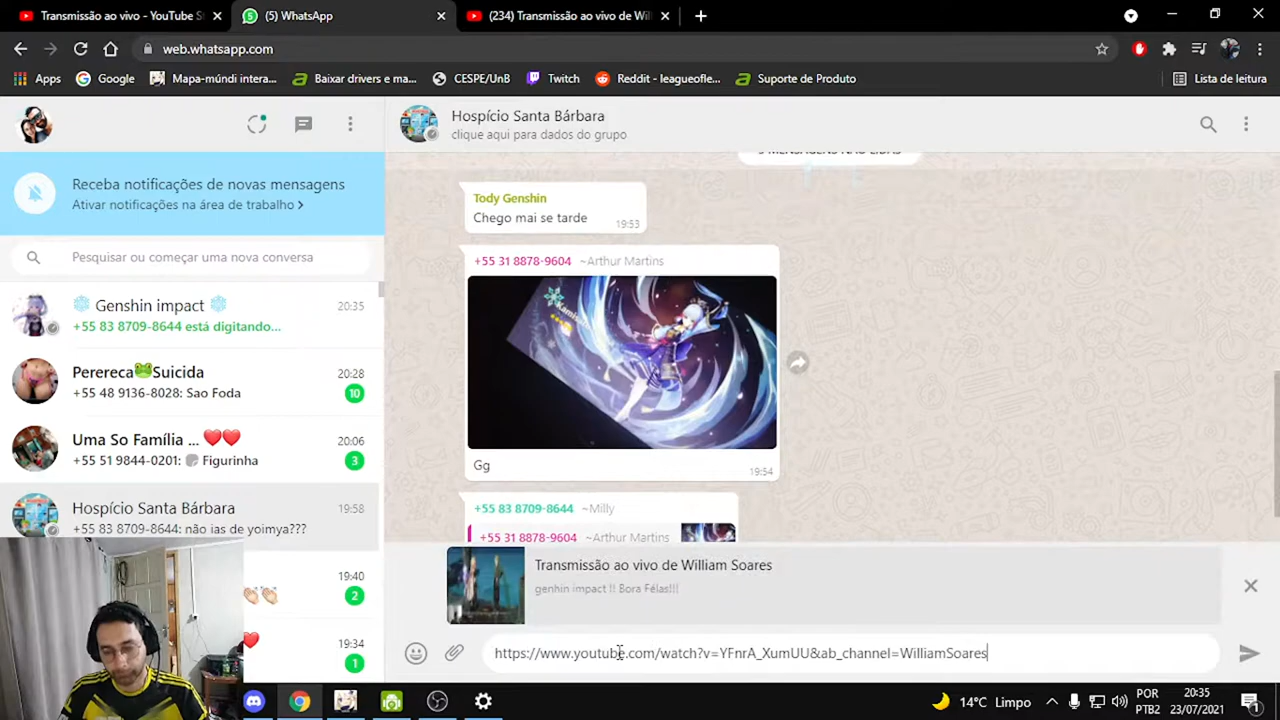 Transmissão ao vivo - YouTube S
(5) WhatsApp
(234) Transmissão ao vivo de Wil
web.whatsapp.com
Apps
Google
Mapa-múndi intera...
Baixar drivers e ma...
CESPE/UnB
Twitch
Reddit - leagueofle...
Suporte de Produto
Lista de leitura
Hospício Santa Bárbara
clique aqui para dados do grupo
Receba notificações de novas mensagens
Ativar notificações na área de trabalho >
Pesquisar ou começar uma nova conversa
Genshin impact
20:35
+55 83 8709-8644 está digitando...
Perereca🐸Suicida
20:28
+55 48 9136-8028: Sao Foda
10
Uma So Família ... ❤️❤️
20:06
+55 51 9844-0201: Figurinha
3
Hospício Santa Bárbara
19:58
+55 83 8709-8644: não ias de yoimya???
19:40
2
19:34
1
MENSAGENS NÃO LIDAS
Tody Genshin
Chego mai se tarde
19:53
+55 31 8878-9604 ~Arthur Martins
Gg
19:54
+55 83 8709-8644 ~Milly
+55 31 8878-9604 ~Arthur Martins
Transmissão ao vivo de William Soares
genhin impact !! Bora Félas!!!
https://www.youtube.com/watch?v=YFnrA_XumUU&ab_channel=WilliamSoares
14°C Limpo
POR
PTB2
20:35
23/07/2021
1